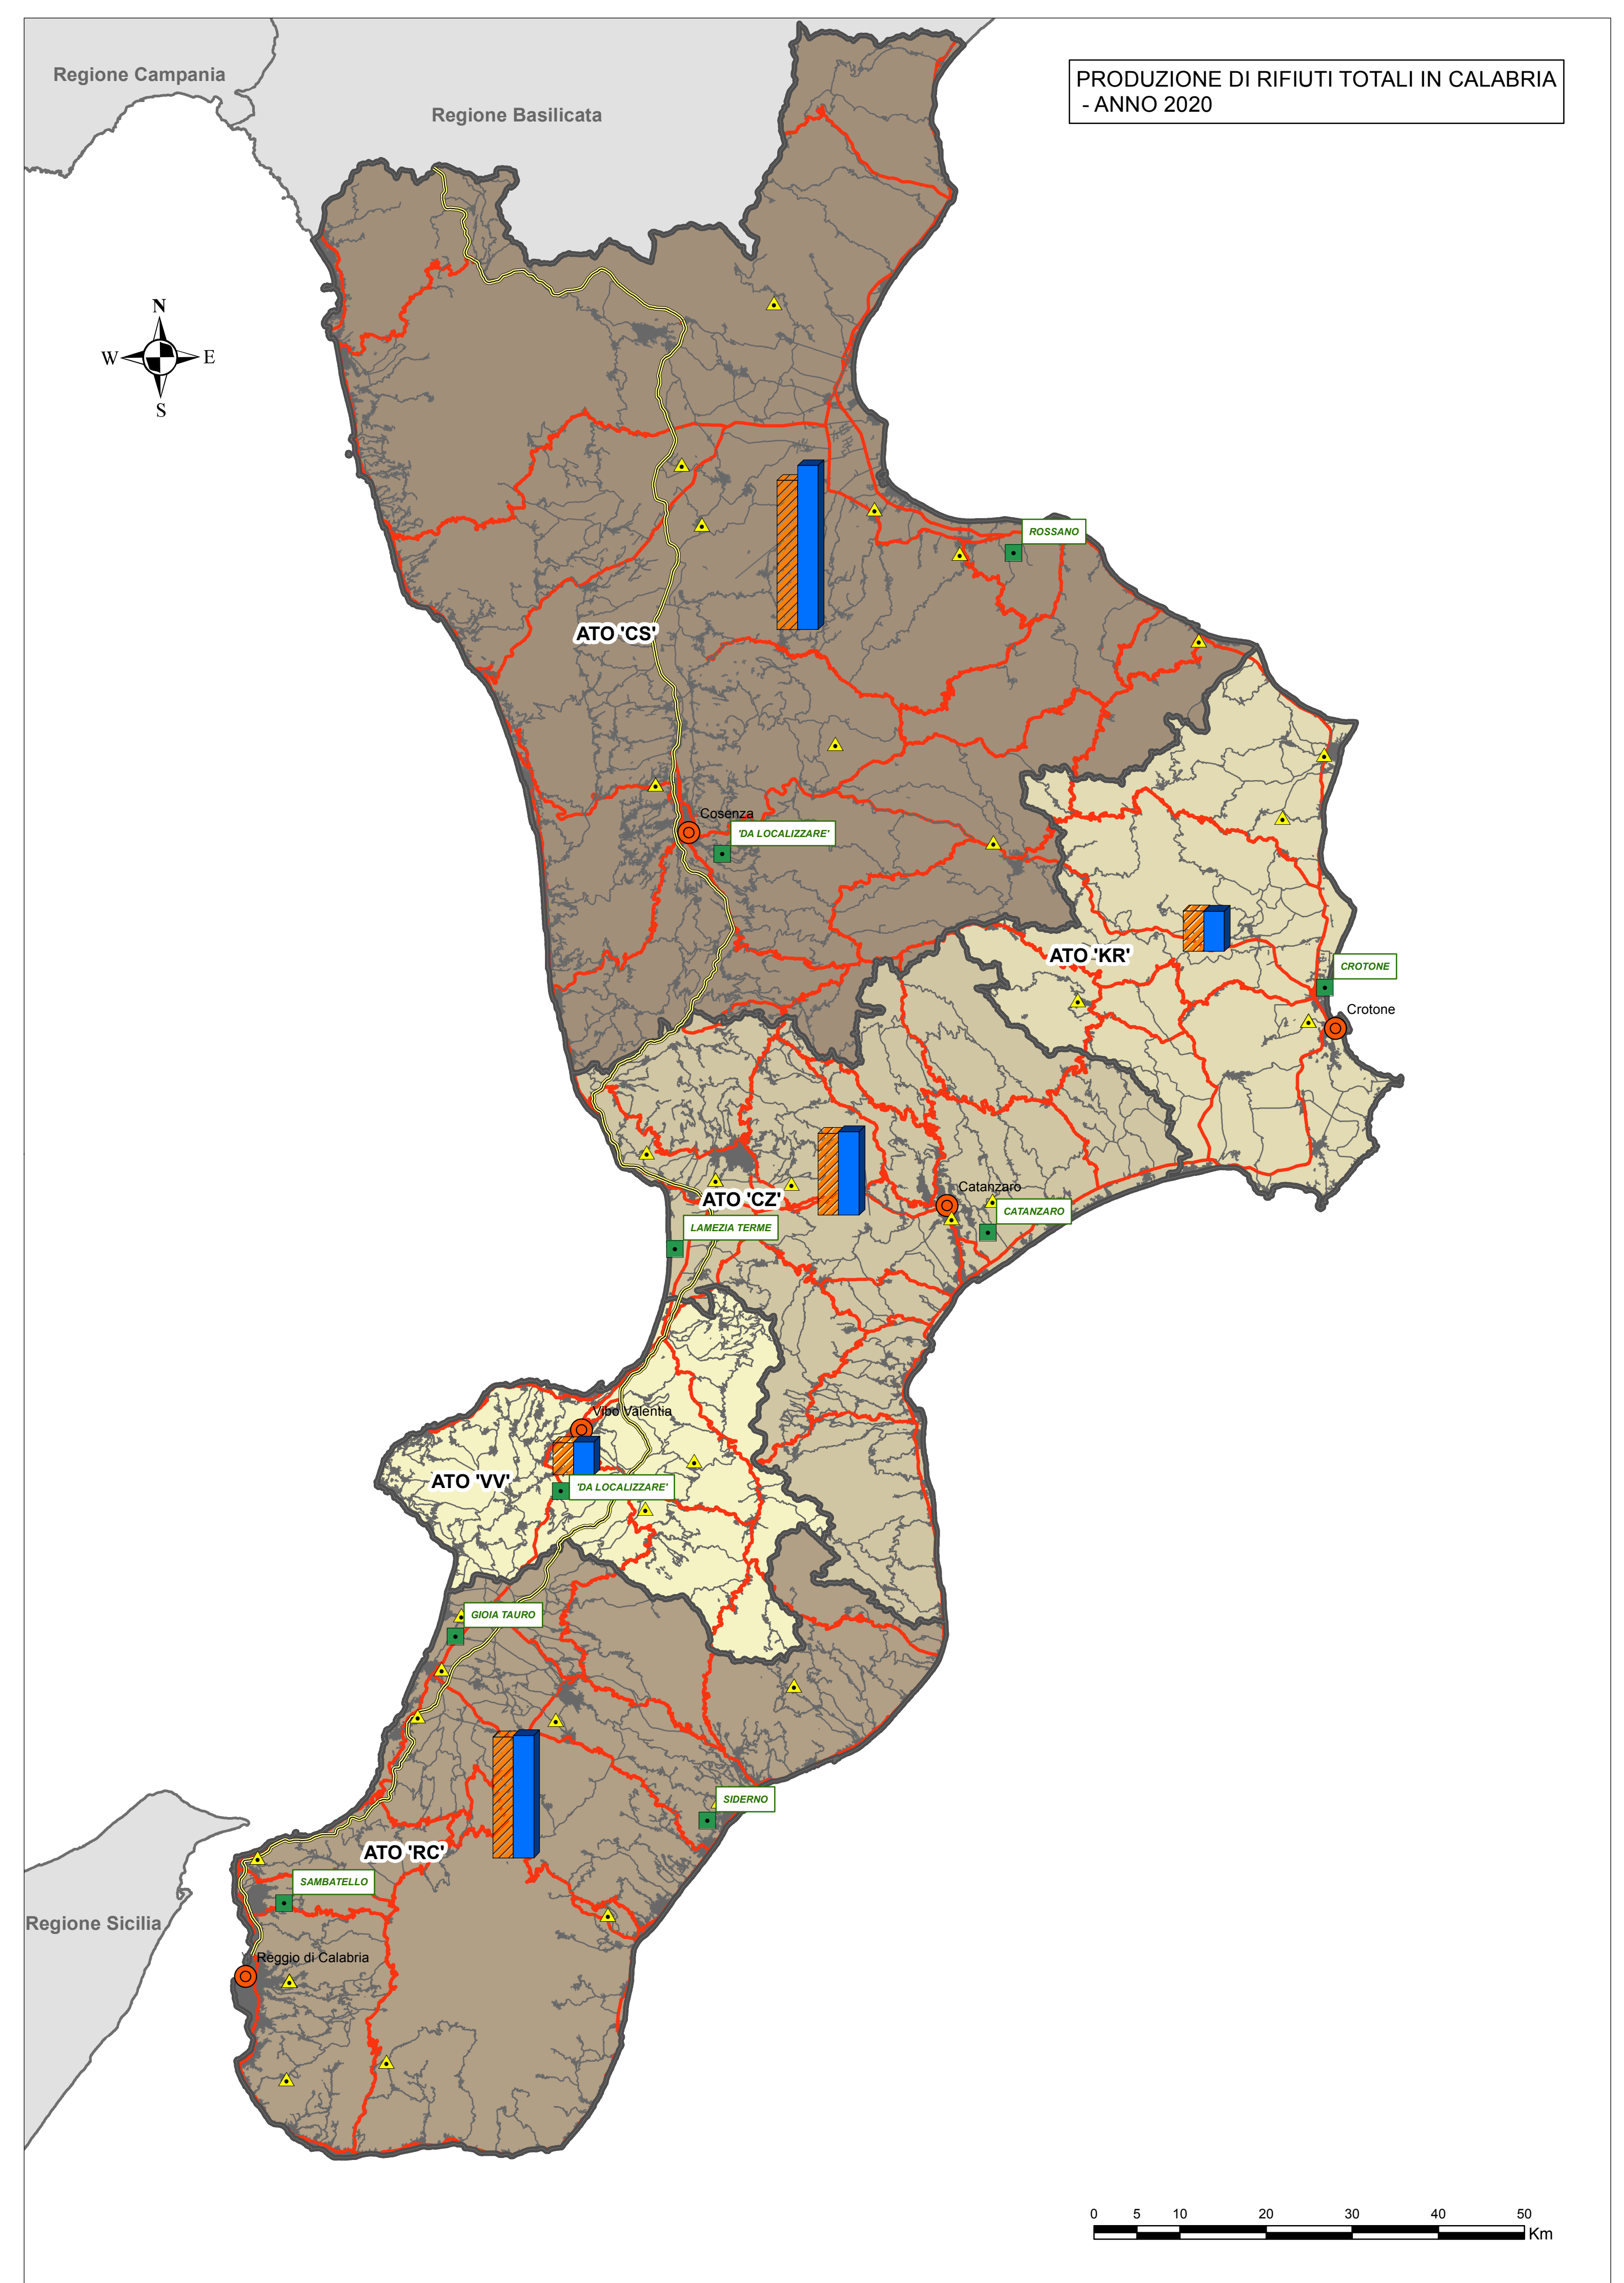 Regione Campania
Regione Basilicata
PRODUZIONE DI RIFIUTI TOTALI IN CALABRIA
- ANNO 2020
N
W
E
S
ROSSANO
ATO 'CS'
Cosenza
'DA LOCALIZZARE'
ATO 'KR'
CROTONE
Crotone
Catanzaro
ATO 'CZ'
CATANZARO
LAMEZIA TERME
Vibo Valentia
ATO 'VV'
'DA LOCALIZZARE'
GIOIA TAURO
SIDERNO
ATO 'RC'
SAMBATELLO
Regione Sicilia
Reggio di Calabria
0 5 10 20 30 40 50
Km